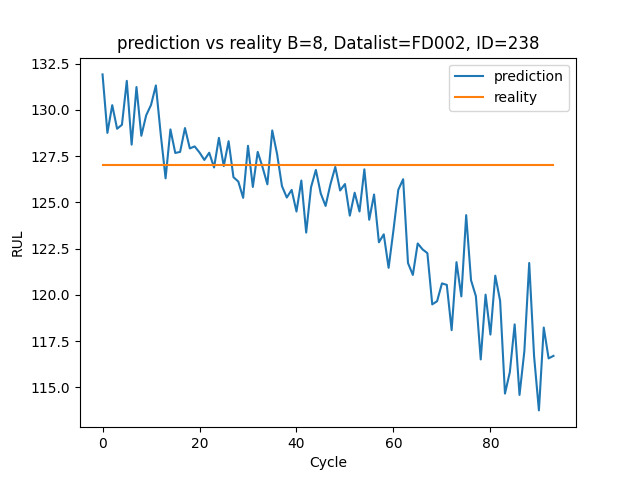 prediction vs reality B=8, Datalist=FD002, ID=238
prediction
reality
132.5
130.0
127.5
125.0
122.5
120.0
117.5
115.0
RUL
0 20 40 60 80
Cycle